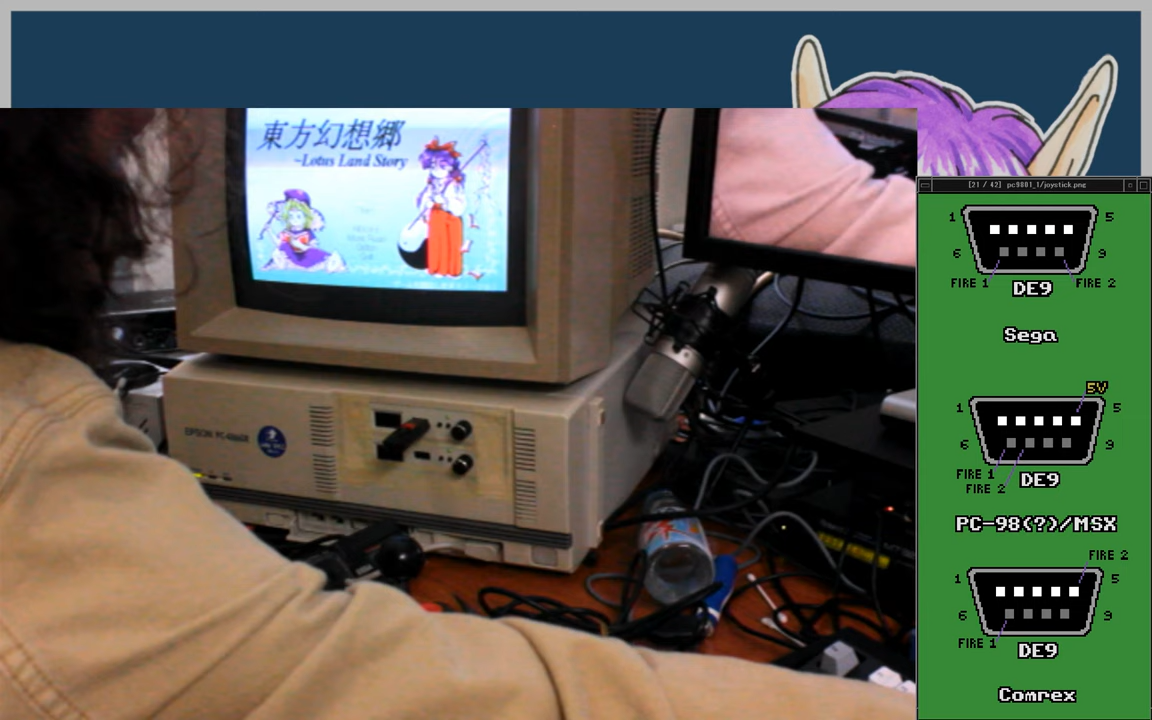 東方幻想郷
~Lotus Land Story
EPSON PC-486GR
[21 / 42] pc9801_1/joystick.png
1
5
6
9
FIRE 1
FIRE 2
DE9
Sega
5V
1
5
6
9
FIRE 1
FIRE 2
DE9
PC-98(?)/MSX
FIRE 2
1
5
6
9
FIRE 1
DE9
Comrex